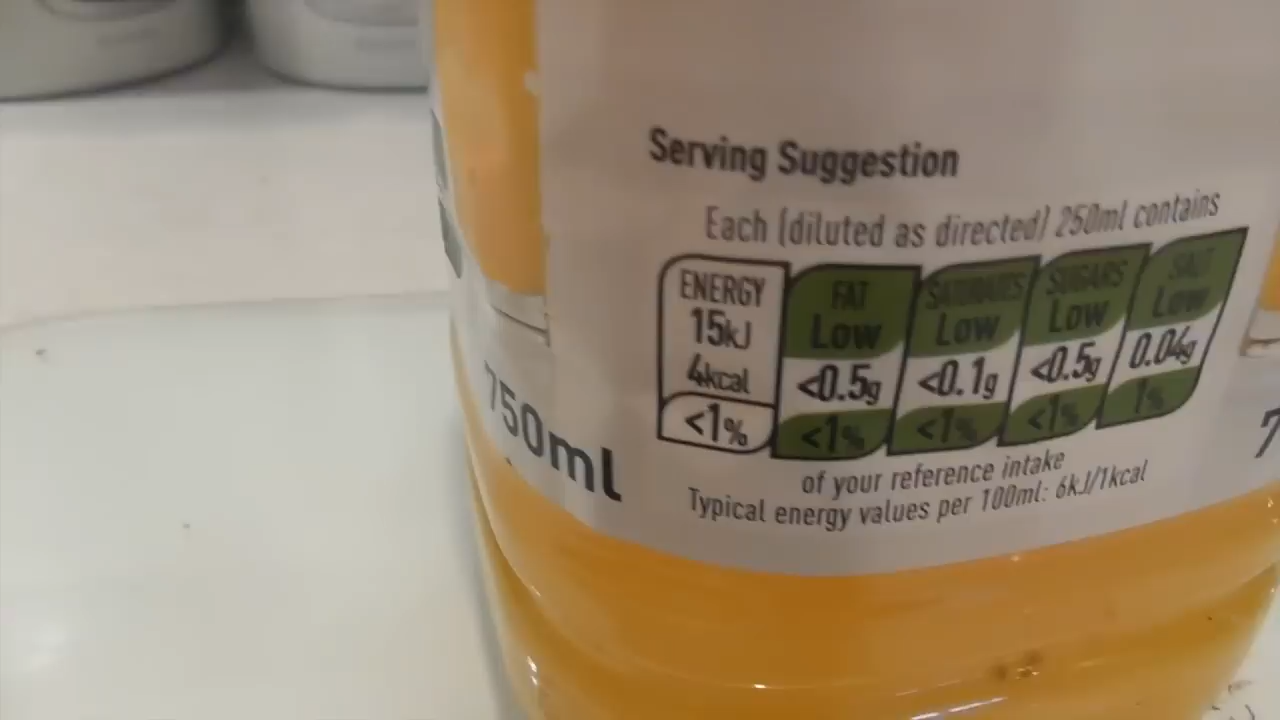 Serving Suggestion
Each (diluted as directed) 250ml contains
ENERGY FAT SATURATES SUGARS SALT
15kJ Low Low Low Low
4kcal <0.5g <0.1g <0.5g 0.04g
<1% <1% <1% <1% 1%
of your reference intake
Typical energy values per 100ml: 6kJ/1kcal
750ml
7